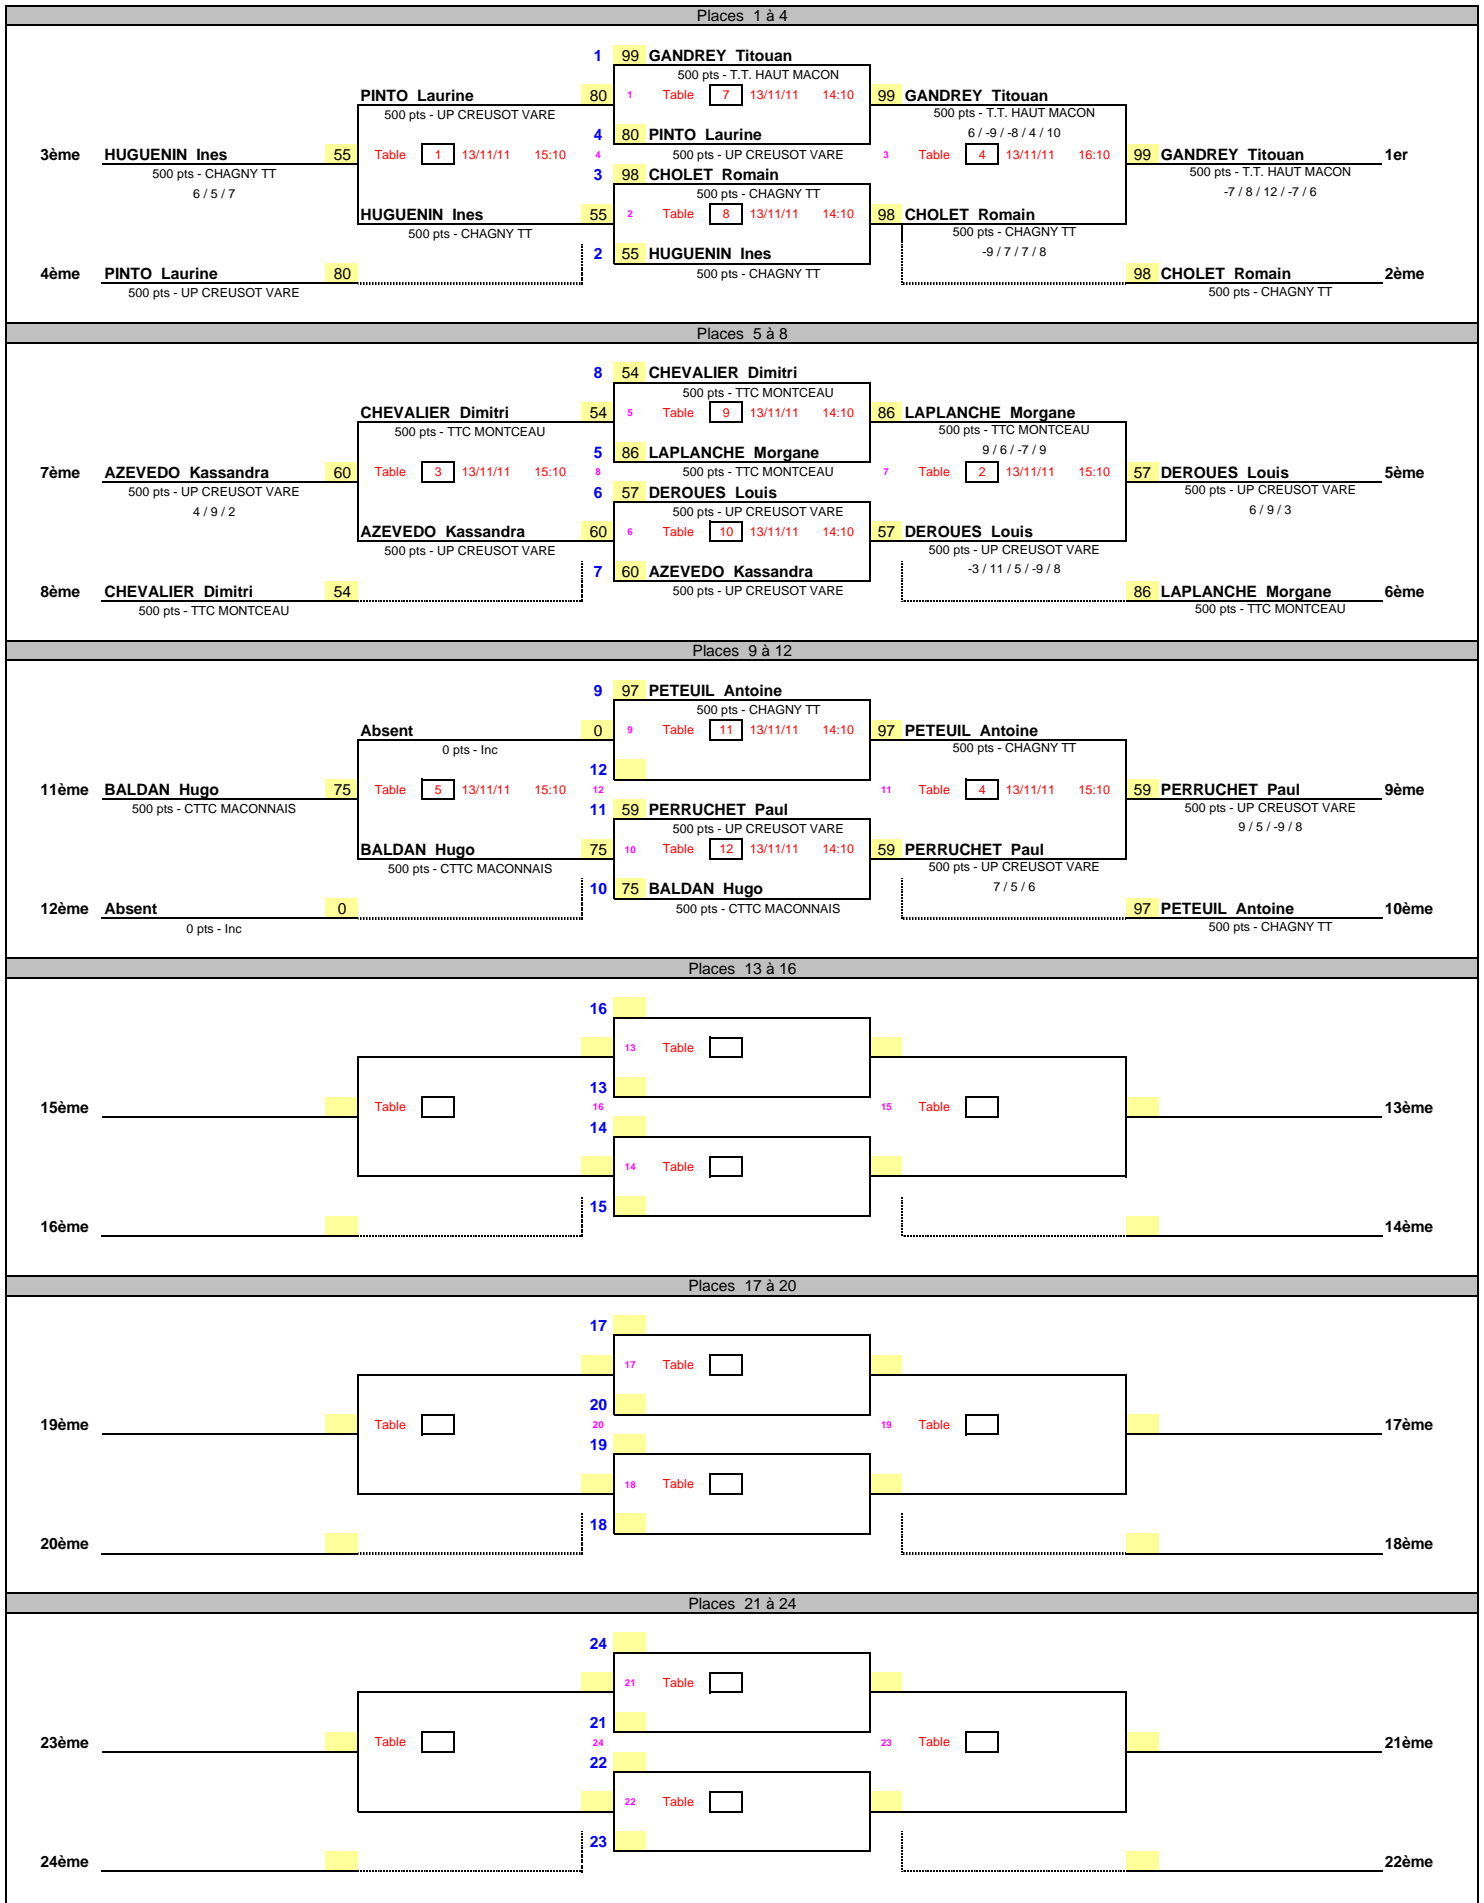 Places 1 à 4
1 99 GANDREY Titouan
500 pts - T.T. HAUT MACON
PINTO Laurine 80 1 Table 7 13/11/11 14:10 99 GANDREY Titouan
500 pts - UP CREUSOT VARE 500 pts - T.T. HAUT MACON
4 80 PINTO Laurine 6 / -9 / -8 / 4 / 10
3ème HUGUENIN Ines 55 Table 1 13/11/11 15:10 4 500 pts - UP CREUSOT VARE 3 Table 4 13/11/11 16:10 99 GANDREY Titouan 1er
500 pts - CHAGNY TT 3 98 CHOLET Romain 500 pts - T.T. HAUT MACON
6 / 5 / 7 500 pts - CHAGNY TT -7 / 8 / 12 / -7 / 6
HUGUENIN Ines 55 2 Table 8 13/11/11 14:10 98 CHOLET Romain
500 pts - CHAGNY TT 500 pts - CHAGNY TT
2 55 HUGUENIN Ines -9 / 7 / 7 / 8
4ème PINTO Laurine 80 500 pts - CHAGNY TT 98 CHOLET Romain 2ème
500 pts - UP CREUSOT VARE 500 pts - CHAGNY TT
Places 5 à 8
8 54 CHEVALIER Dimitri
500 pts - TTC MONTCEAU
CHEVALIER Dimitri 54 5 Table 9 13/11/11 14:10 86 LAPLANCHE Morgane
500 pts - TTC MONTCEAU 500 pts - TTC MONTCEAU
5 86 LAPLANCHE Morgane 9 / 6 / -7 / 9
7ème AZEVEDO Kassandra 60 Table 3 13/11/11 15:10 8 500 pts - TTC MONTCEAU 7 Table 2 13/11/11 15:10 57 DEROUES Louis 5ème
500 pts - UP CREUSOT VARE 6 57 DEROUES Louis 500 pts - UP CREUSOT VARE
4 / 9 / 2 500 pts - UP CREUSOT VARE 6 / 9 / 3
AZEVEDO Kassandra 60 6 Table 10 13/11/11 14:10 57 DEROUES Louis
500 pts - UP CREUSOT VARE 500 pts - UP CREUSOT VARE
7 60 AZEVEDO Kassandra -3 / 11 / 5 / -9 / 8
8ème CHEVALIER Dimitri 54 500 pts - UP CREUSOT VARE 86 LAPLANCHE Morgane 6ème
500 pts - TTC MONTCEAU 500 pts - TTC MONTCEAU
Places 9 à 12
9 97 PETEUIL Antoine
500 pts - CHAGNY TT
Absent 0 9 Table 11 13/11/11 14:10 97 PETEUIL Antoine
0 pts - Inc 500 pts - CHAGNY TT
12
11ème BALDAN Hugo 75 Table 5 13/11/11 15:10 12 11 Table 4 13/11/11 15:10 59 PERRUCHET Paul 9ème
500 pts - CTTC MACONNAIS 11 59 PERRUCHET Paul 500 pts - UP CREUSOT VARE
500 pts - UP CREUSOT VARE 9 / 5 / -9 / 8
BALDAN Hugo 75 10 Table 12 13/11/11 14:10 59 PERRUCHET Paul
500 pts - CTTC MACONNAIS 500 pts - UP CREUSOT VARE
10 75 BALDAN Hugo 7 / 5 / 6
12ème Absent 0 500 pts - CTTC MACONNAIS 97 PETEUIL Antoine 10ème
0 pts - Inc 500 pts - CHAGNY TT
Places 13 à 16
16
13 Table
13
15ème Table 16 15 Table 13ème
14
14 Table
15
16ème 14ème
Places 17 à 20
17
17 Table
20
19ème Table 20 19 Table 17ème
19
18 Table
18
20ème 18ème
Places 21 à 24
24
21 Table
21
23ème Table 24 23 Table 21ème
22
22 Table
23
24ème 22ème